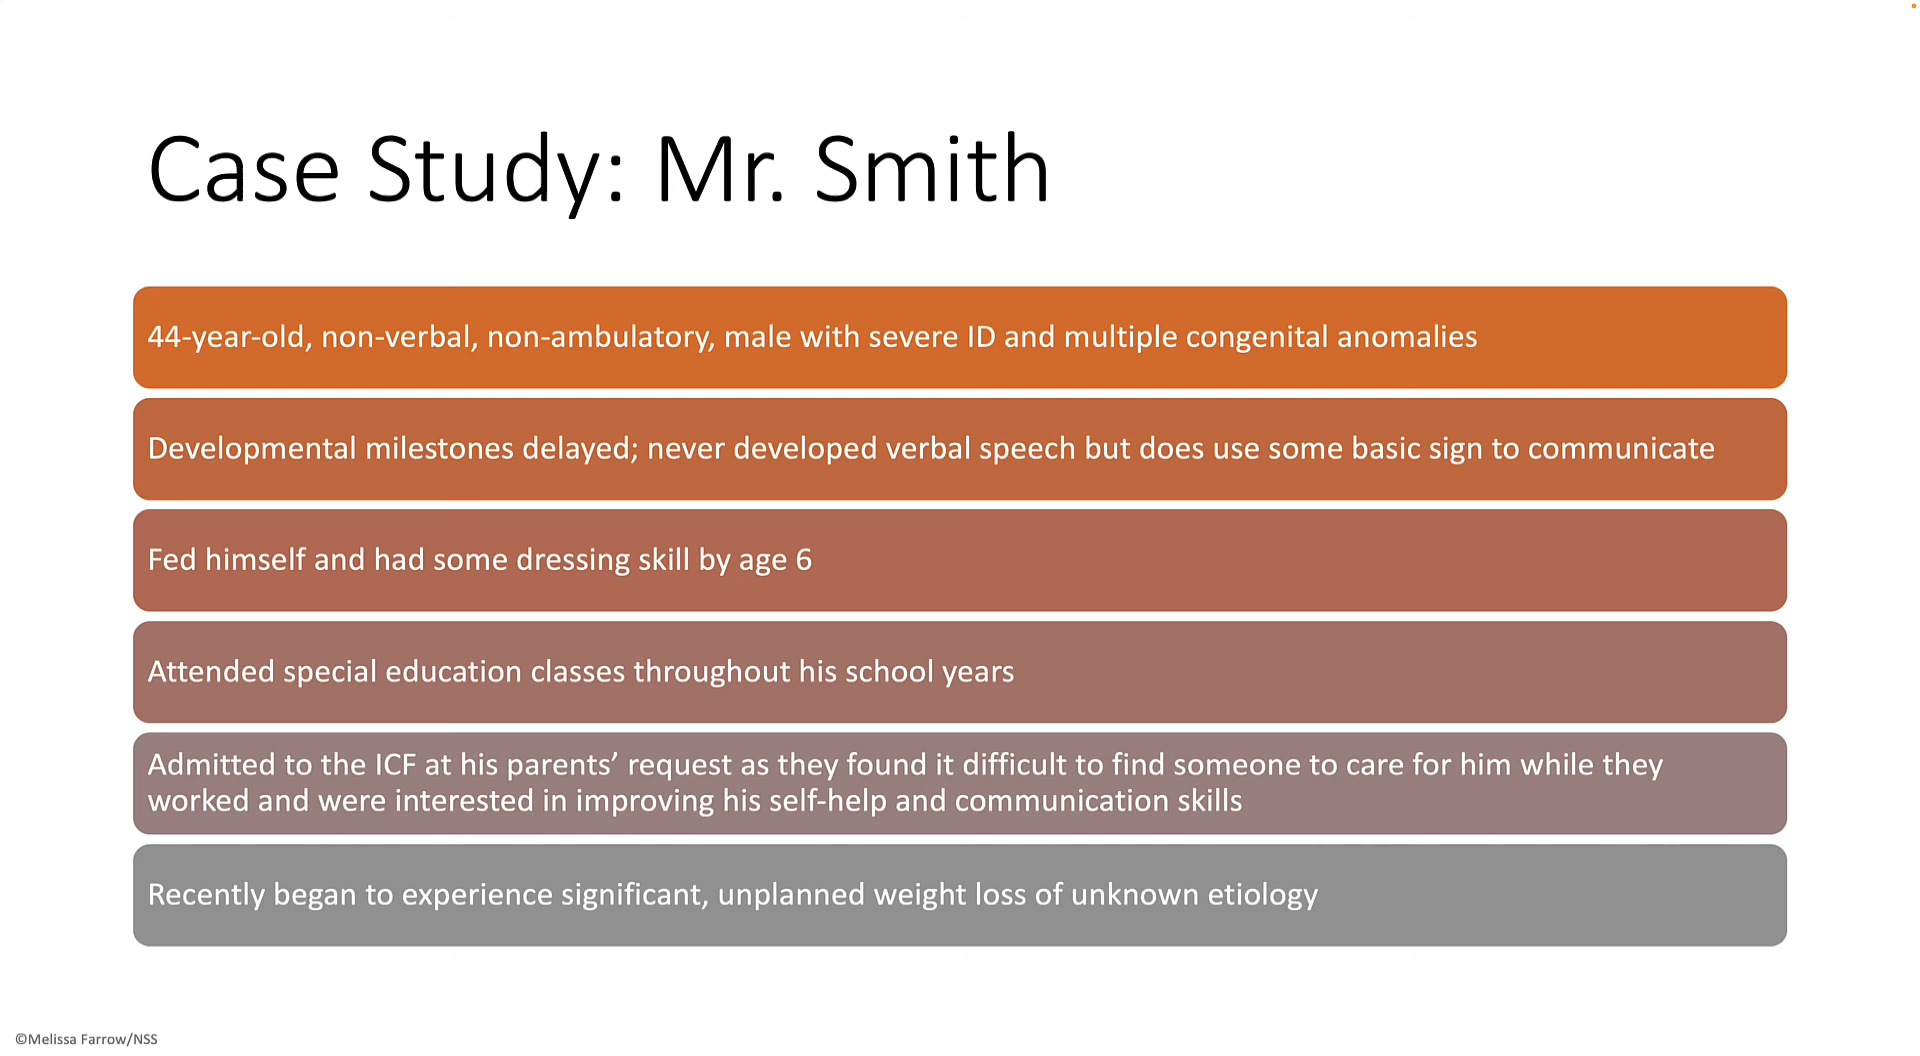 Case Study: Mr. Smith
44-year-old, non-verbal, non-ambulatory, male with severe ID and multiple congenital anomalies
Developmental milestones delayed; never developed verbal speech but does use some basic sign to communicate
Fed himself and had some dressing skill by age 6
Attended special education classes throughout his school years
Admitted to the ICF at his parents’ request as they found it difficult to find someone to care for him while they
worked and were interested in improving his self-help and communication skills
Recently began to experience significant, unplanned weight loss of unknown etiology
©Melissa Farrow/NSS